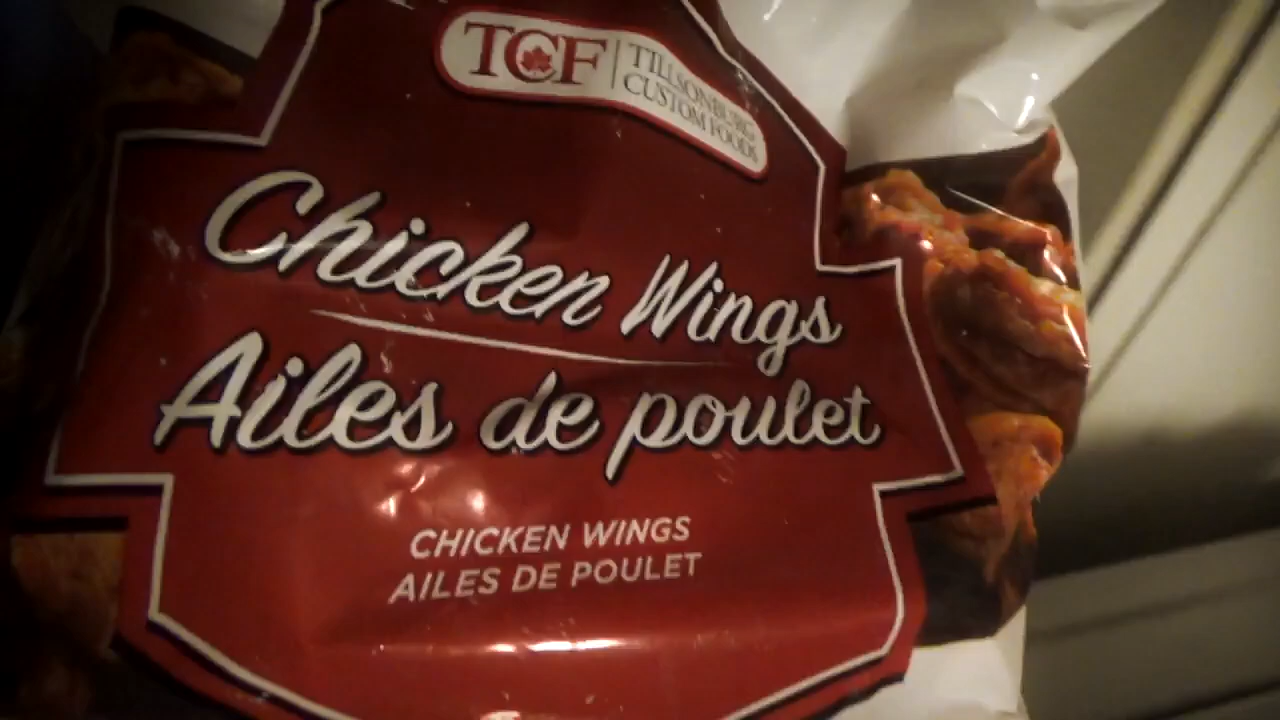 TCF
TILLSONBURG
CUSTOM FOODS
Chicken Wings
Ailes de poulet
CHICKEN WINGS
AILES DE POULET